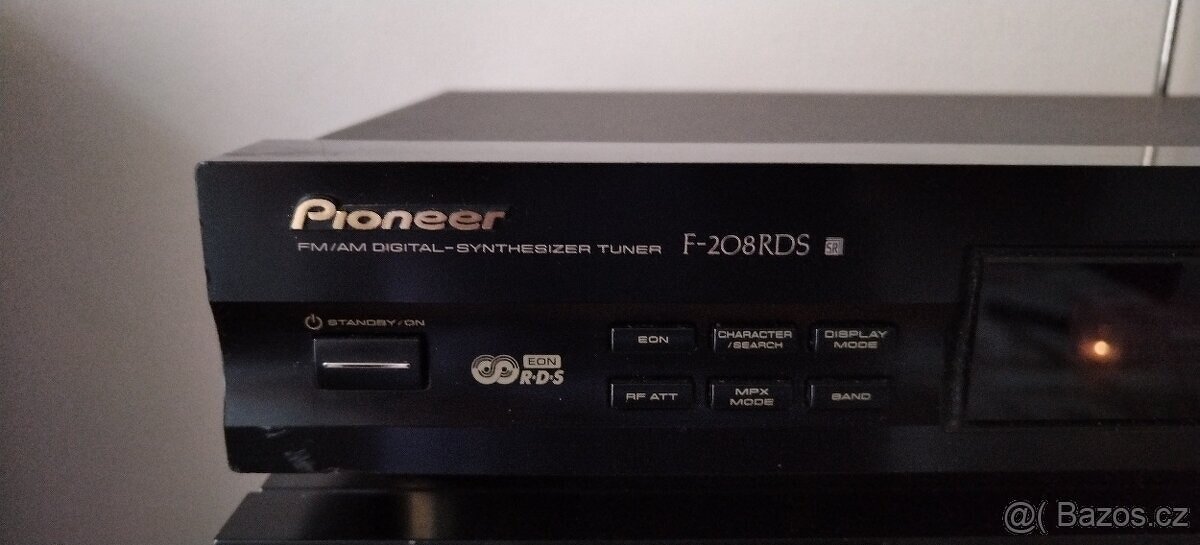 Pioneer
FM/AM DIGITAL-SYNTHESIZER TUNER F-208RDS SR
STANDBY/ON
EON
R·D·S
EON
CHARACTER
/SEARCH
DISPLAY
MODE
RF ATT
MPX
MODE
BAND
@( Bazos.cz